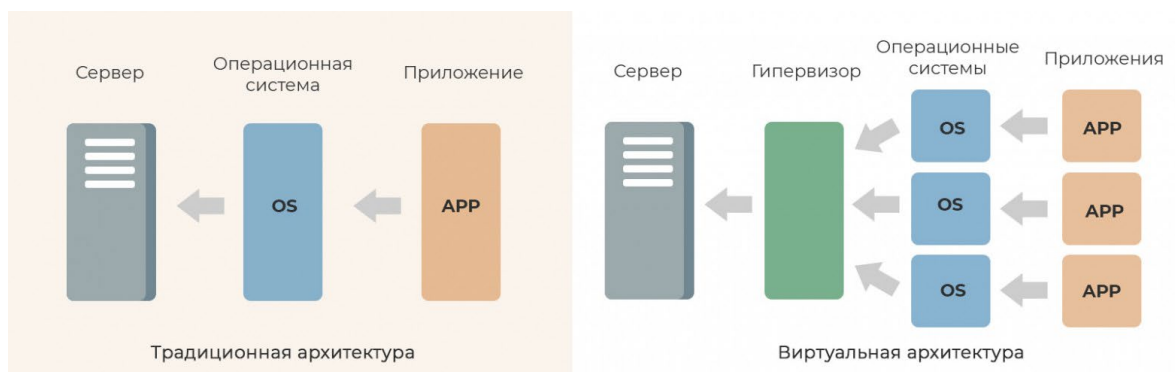 Сервер
Операционная
система
Приложение
OS
APP
Традиционная архитектура
Сервер
Гипервизор
Операционные
системы
Приложения
OS
APP
OS
APP
OS
APP
Виртуальная архитектура